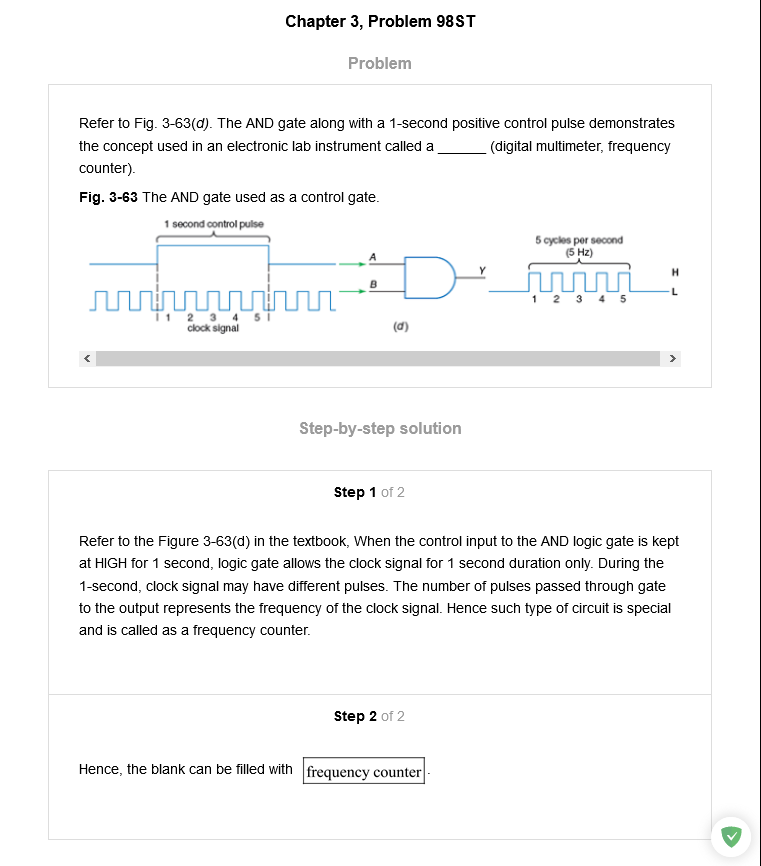 Chapter 3, Problem 98ST
Problem
Refer to Fig. 3-63(d). The AND gate along with a 1-second positive control pulse demonstrates
the concept used in an electronic lab instrument called a ______ (digital multimeter, frequency
counter).
Fig. 3-63 The AND gate used as a control gate.
1 second control pulse
5 cycles per second
(5 Hz)
A
B
Y
H
L
1 2 3 4 5
clock signal
1 2 3 4 5
(d)
Step-by-step solution
Step 1 of 2
Refer to the Figure 3-63(d) in the textbook, When the control input to the AND logic gate is kept
at HIGH for 1 second, logic gate allows the clock signal for 1 second duration only. During the
1-second, clock signal may have different pulses. The number of pulses passed through gate
to the output represents the frequency of the clock signal. Hence such type of circuit is special
and is called as a frequency counter.
Step 2 of 2
Hence, the blank can be filled with frequency counter.